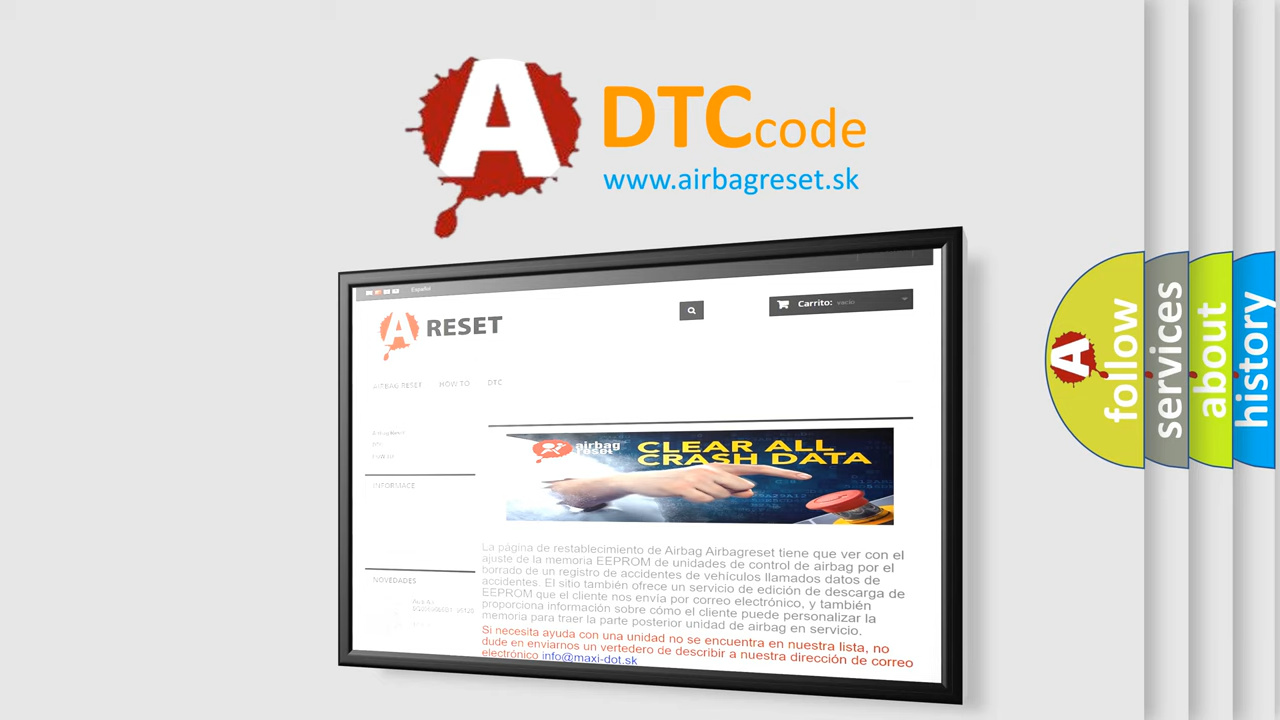 A
DTCcode
www.airbagreset.sk
Español
A RESET
Carrito: vacío
AIRBAG RESET HOW TO DTC
INFORMACE
airbag
reset
CLEAR ALL
CRASH DATA
La página de restablecimiento de Airbag Airbagreset tiene que ver con el
ajuste de la memoria EEPROM de unidades de control de airbag por el
borrado de un registro de accidentes de vehículos llamados datos de
accidentes. El sitio también ofrece un servicio de edición de descarga de
EEPROM que el cliente nos envía por correo electrónico, y también
proporciona información sobre cómo el cliente puede personalizar la
memoria para traer la parte posterior unidad de airbag en servicio.
Si necesita ayuda con una unidad no se encuentra en nuestra lista, no
dude en enviarnos un vertedero de describir a nuestra dirección de correo
electrónico info@maxi-dot.sk
NOVEDADES
A
follow
services
about
history